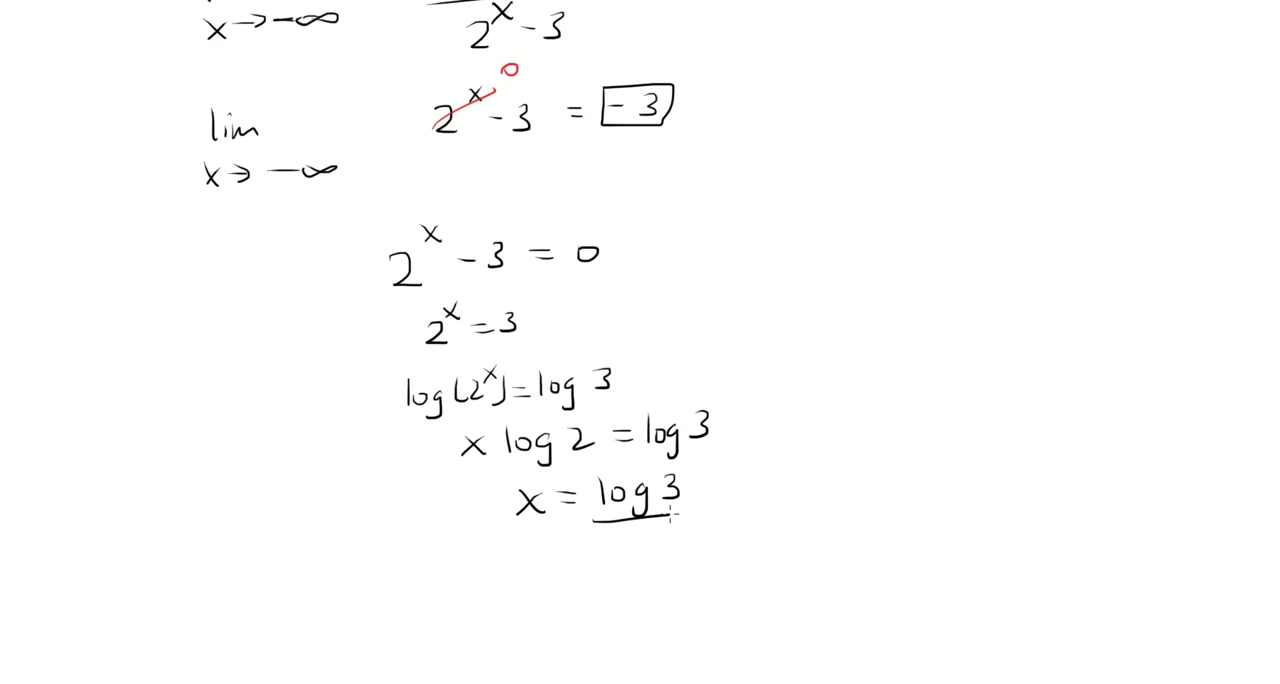 x → -∞ 2^x - 3
0
lim 2^x - 3 = - 3
x → -∞
2^x - 3 = 0
2^x = 3
log(2^x) = log 3
x log 2 = log 3
x = log 3